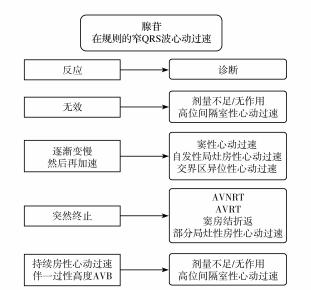 腺苷
在规则的窄QRS波心动过速
反应
诊断
无效
剂量不足/无作用
高位间隔室性心动过速
逐渐变慢
然后再加速
窦性心动过速
自发性局灶房性心动过速
交界区异位性心动过速
突然终止
AVNRT
AVRT
窦房结折返
部分局灶性房性心动过速
持续房性心动过速
伴一过性高度AVB
剂量不足/无作用
高位间隔室性心动过速